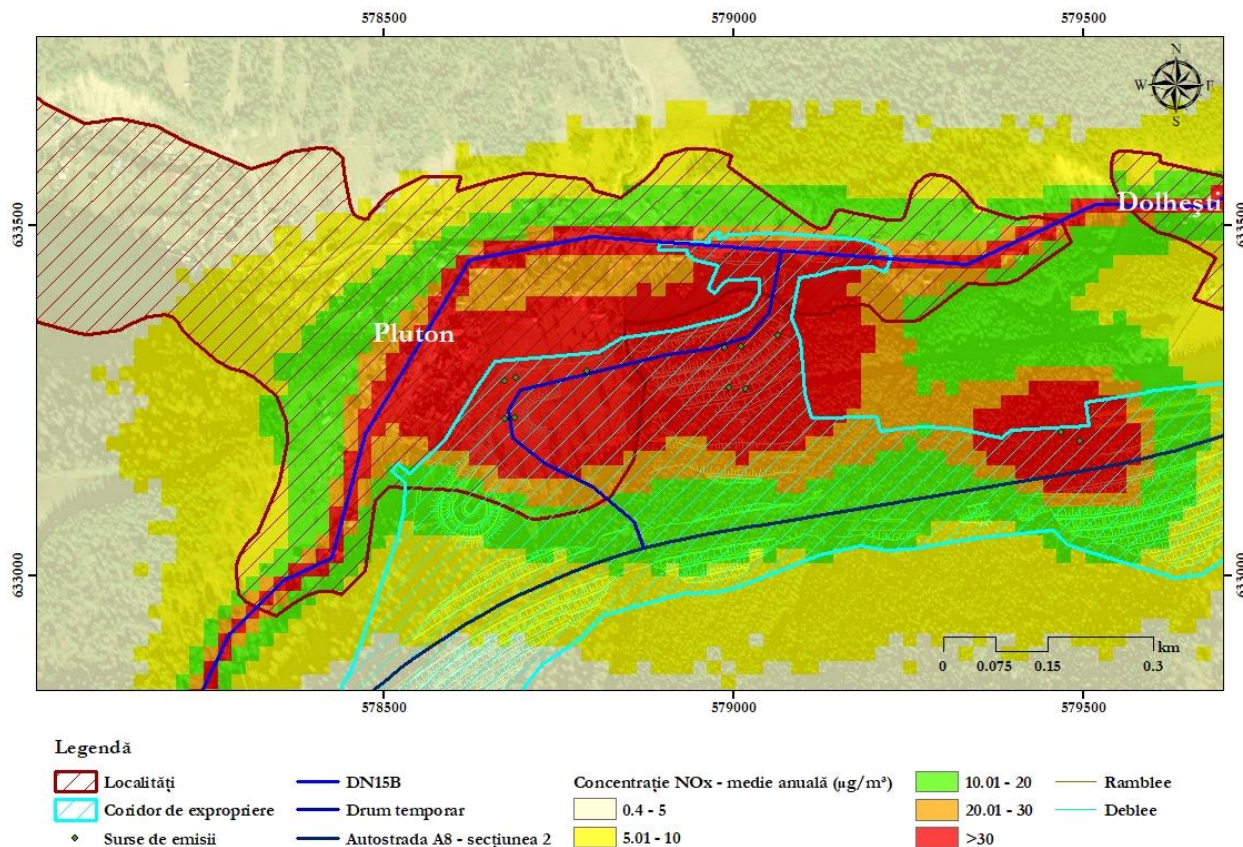 578500 579000 579500
N
W E
S
633500 633500
Dolheşti
Pluton
633000 633000
km
0 0.075 0.15 0.3
578500 579000 579500
Legendă
Localități
Coridor de expropriere
Surse de emisii
DN15B
Drum temporar
Autostrada A8 - secțiunea 2
Concentrație NOx - medie anuală (µg/m³)
0.4 - 5
5.01 - 10
10.01 - 20
20.01 - 30
>30
Ramblee
Deblee